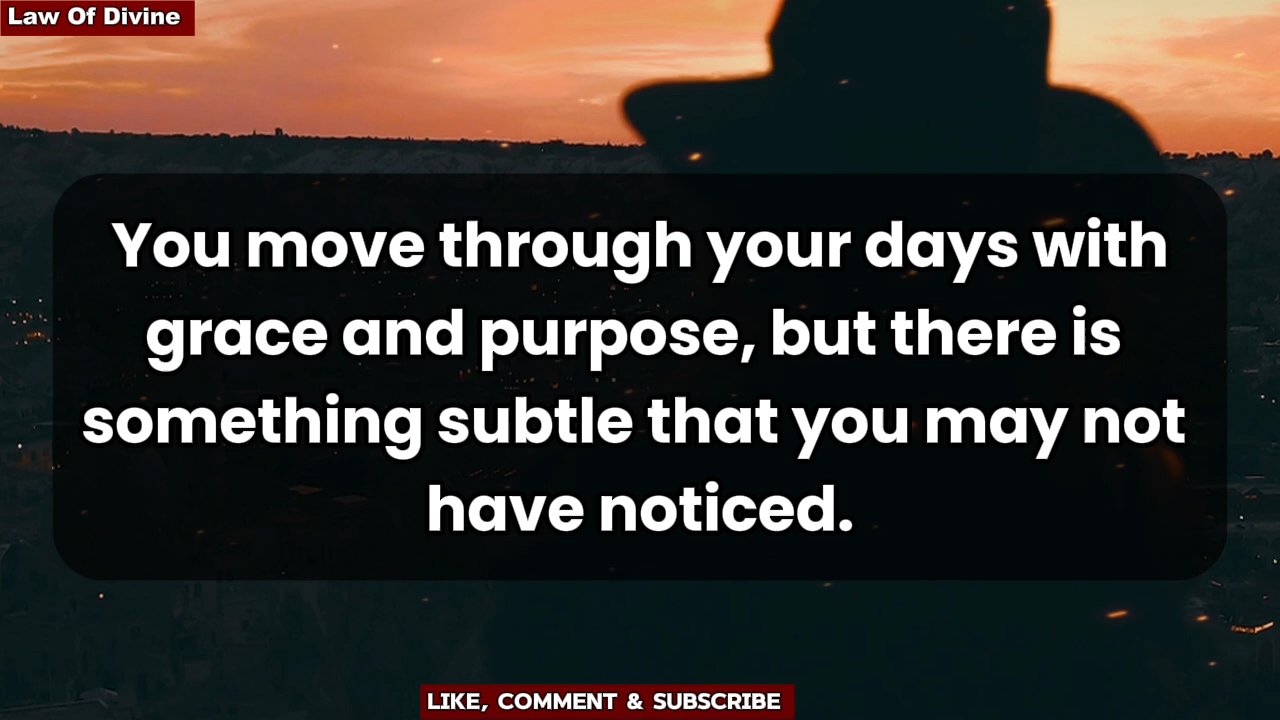 Law Of Divine
You move through your days with
grace and purpose, but there is
something subtle that you may not
have noticed.
LIKE, COMMENT & SUBSCRIBE